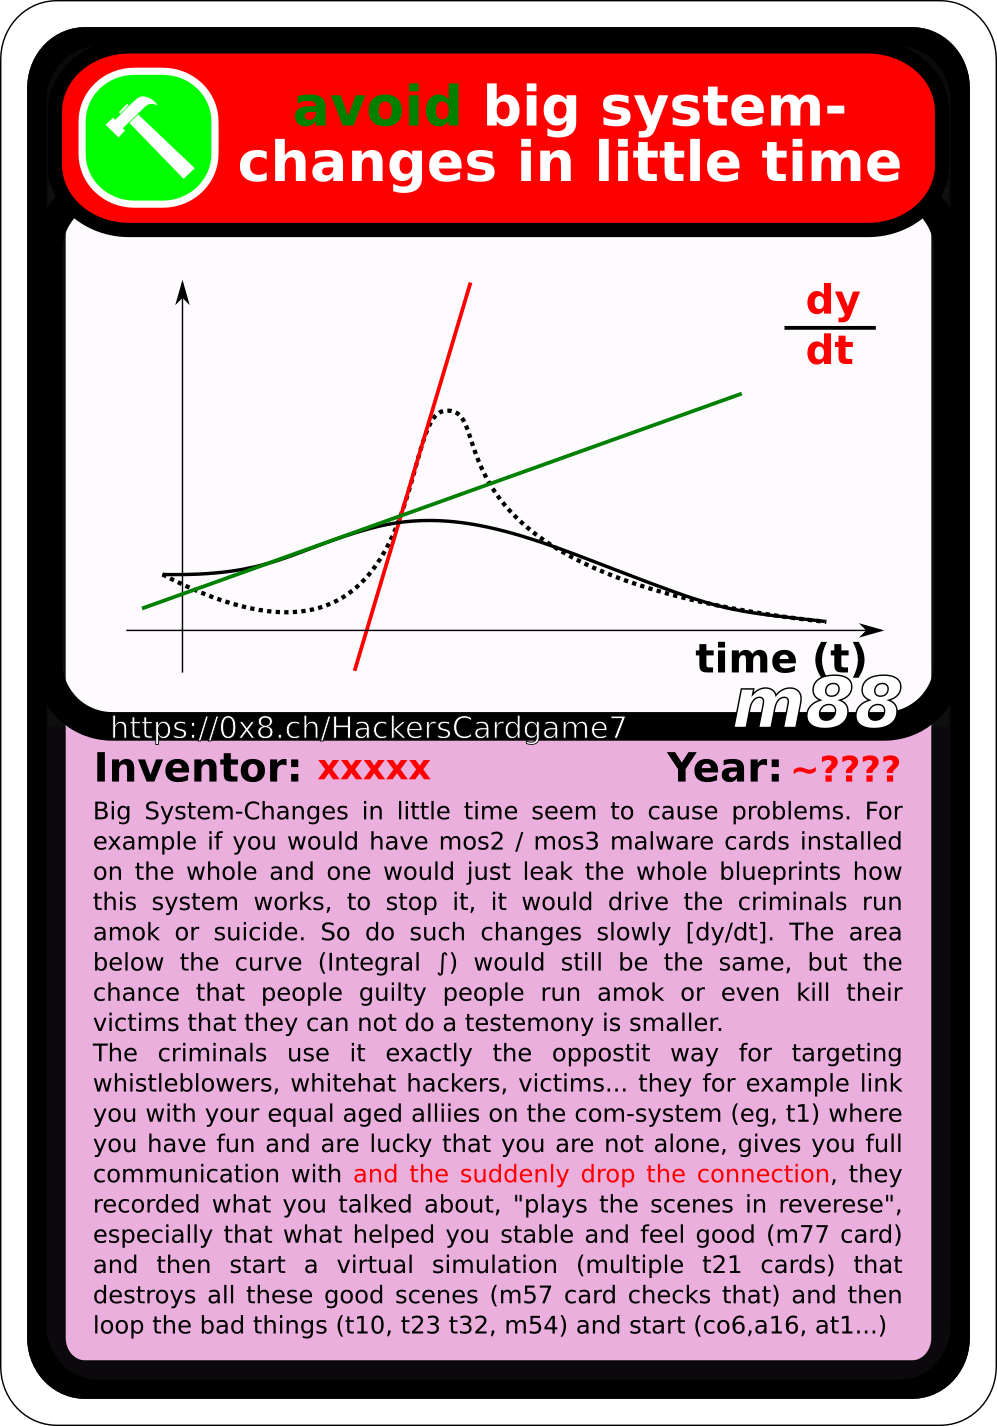 avoid big system-
changes in little time
dy
dt
time (t)
m88
https://0x8.ch/HackersCardgame7
Inventor: xxxxx Year: ~????
Big System-Changes in little time seem to cause problems. For
example if you would have mos2 / mos3 malware cards installed
on the whole and one would just leak the whole blueprints how
this system works, to stop it, it would drive the criminals run
amok or suicide. So do such changes slowly [dy/dt]. The area
below the curve (Integral ∫) would still be the same, but the
chance that people guilty people run amok or even kill their
victims that they can not do a testemony is smaller.
The criminals use it exactly the oppostit way for targeting
whistleblowers, whitehat hackers, victims... they for example link
you with your equal aged alliies on the com-system (eg, t1) where
you have fun and are lucky that you are not alone, gives you full
communication with and the suddenly drop the connection, they
recorded what you talked about, "plays the scenes in reverese",
especially that what helped you stable and feel good (m77 card)
and then start a virtual simulation (multiple t21 cards) that
destroys all these good scenes (m57 card checks that) and then
loop the bad things (t10, t23 t32, m54) and start (co6,a16, at1...)